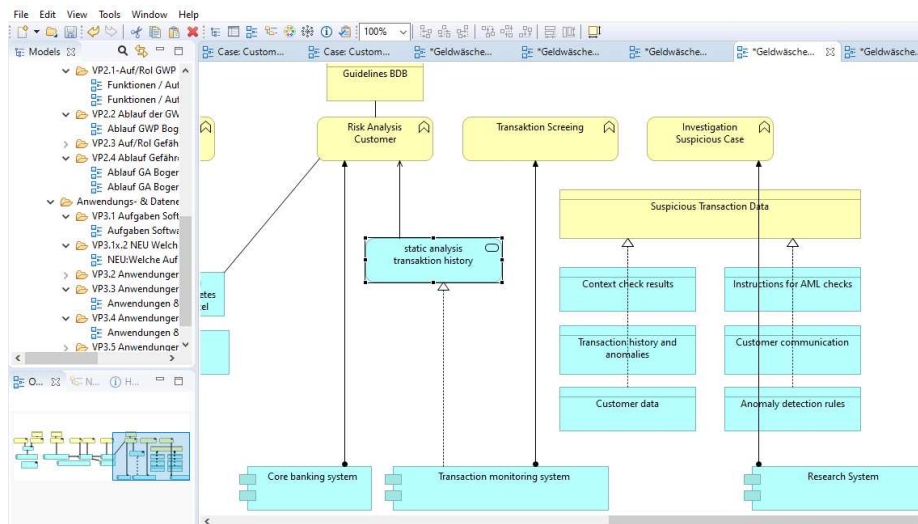 File Edit View Tools Window Help
100%
Models
Case: Custom...
Case: Custom...
*Geldwäsche...
*Geldwäsche...
*Geldwäsche...
*Geldwäsche...
*Geldwäsche...
VP2.1-Auf/Rol GWP
Funktionen / Auf
Funktionen / Auf
VP2.2 Ablauf der GW
Ablauf GWP Bog
VP2.3 Auf/Rol Gefäh
VP2.4 Ablauf Gefähr
Ablauf GA Boger
Ablauf GA Boger
Anwendungs- & Datene
VP3.1 Aufgaben Soft
Aufgaben Softwa
VP3.1x.2 NEU Welch
NEU:Welche Auf
VP3.2 Anwendungen
VP3.3 Anwendunger
Anwendungen &
VP3.4 Anwendunger
Anwendungen &
VP3.5 Anwendunger
O...
N...
H...
Guidelines BDB
Risk Analysis
Customer
Transaktion Screeing
Investigation
Suspicious Case
Suspicious Transaction Data
static analysis
transaktion history
etes
cel
Context check results
Instructions for AML checks
Transaction history and
anomalies
Customer communication
Customer data
Anomaly detection rules
Core banking system
Transaction monitoring system
Research System